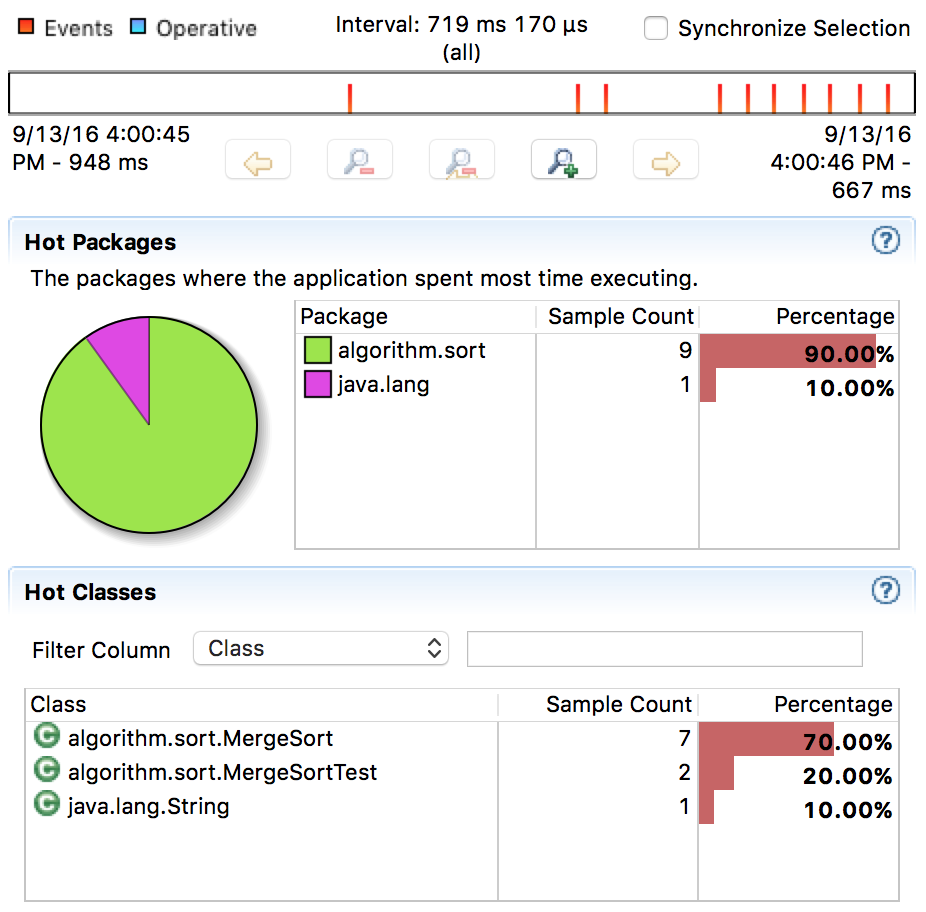 Events Operative Interval: 719 ms 170 µs Synchronize Selection
(all)
9/13/16 4:00:45 9/13/16
PM - 948 ms 4:00:46 PM -
667 ms
Hot Packages
The packages where the application spent most time executing.
Package Sample Count Percentage
algorithm.sort 9 90.00%
java.lang 1 10.00%
Hot Classes
Filter Column Class
Class Sample Count Percentage
C algorithm.sort.MergeSort 7 70.00%
C algorithm.sort.MergeSortTest 2 20.00%
C java.lang.String 1 10.00%